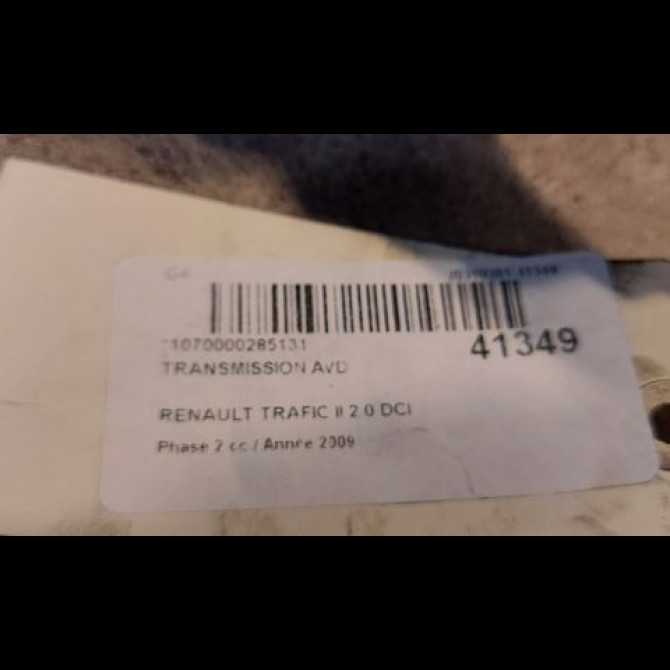 *1070000285131
41349
TRANSMISSION AVD
RENAULT TRAFIC II 2.0 DCI
Phase 2 cc / Année 2009